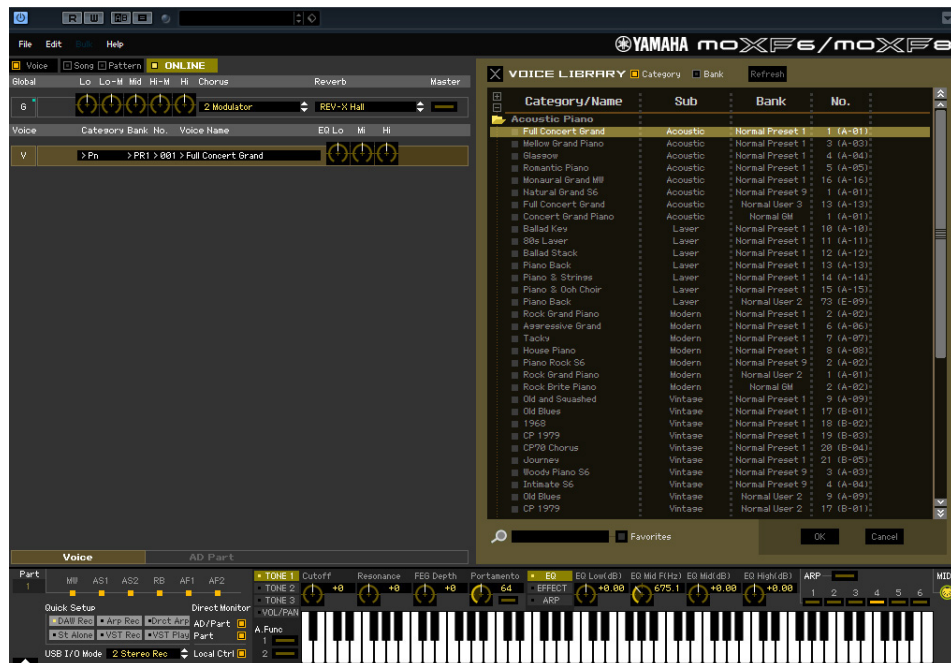 R W
File Edit Bulk Help
YAMAHA MOXF6/MOXF8
Voice Song Pattern ONLINE
Global Lo Lo-M Mid Hi-M Hi Chorus Reverb Master
G 2 Modulator REV-X Hall
Voice Category Bank No. Voice Name EQ Lo Mi Hi
V >Pn >PR1 >001 >Full Concert Grand
VOICE LIBRARY Category Bank Refresh
Category/Name Sub Bank No.
Acoustic Piano
Full Concert Grand Acoustic Normal Preset 1 1 (A-01)
Mellow Grand Piano Acoustic Normal Preset 1 3 (A-03)
Glasgow Acoustic Normal Preset 1 4 (A-04)
Romantic Piano Acoustic Normal Preset 1 5 (A-05)
Monaural Grand MW Acoustic Normal Preset 1 16 (A-16)
Natural Grand S6 Acoustic Normal Preset 9 1 (A-01)
Full Concert Grand Acoustic Normal User 3 13 (A-13)
Concert Grand Piano Acoustic Normal GM 1 (A-01)
Ballad Key Layer Normal Preset 1 10 (A-10)
80s Layer Layer Normal Preset 1 11 (A-11)
Ballad Stack Layer Normal Preset 1 12 (A-12)
Piano Back Layer Normal Preset 1 13 (A-13)
Piano & Strings Layer Normal Preset 1 14 (A-14)
Piano & Ooh Choir Layer Normal Preset 1 15 (A-15)
Piano Back Layer Normal User 2 73 (E-09)
Rock Grand Piano Modern Normal Preset 1 2 (A-02)
Aggressive Grand Modern Normal Preset 1 6 (A-06)
Tacky Modern Normal Preset 1 7 (A-07)
House Piano Modern Normal Preset 1 8 (A-08)
Piano Rock S6 Modern Normal Preset 9 2 (A-02)
Rock Grand Piano Modern Normal User 2 1 (A-01)
Rock Brite Piano Modern Normal GM 2 (A-02)
Old and Squashed Vintage Normal Preset 1 9 (A-09)
Old Blues Vintage Normal Preset 1 17 (B-01)
1968 Vintage Normal Preset 1 18 (B-02)
CP 1979 Vintage Normal Preset 1 19 (B-03)
CP70 Chorus Vintage Normal Preset 1 20 (B-04)
Journey Vintage Normal Preset 1 21 (B-05)
Woody Piano S6 Vintage Normal Preset 9 3 (A-03)
Intimate S6 Vintage Normal Preset 9 4 (A-04)
Old Blues Vintage Normal User 2 9 (A-09)
CP 1979 Vintage Normal User 2 17 (B-01)
Favorites OK Cancel
Voice AD Part
Part MW AS1 AS2 RB AF1 AF2 TONE 1 Cutoff Resonance FEG Depth Portamento EQ EQ Low(dB) EQ Mid F(Hz) EQ Mid(dB) EQ High(dB) ARP MID
1 TONE 2 +0 +0 +0 64 EFFECT +0.00 675.1 +0.00 +0.00 1 2 3 4 5 6
TONE 3 ARP
Quick Setup Direct Monitor VOL/PAN
DAW Rec Arp Rec Drct Arp AD/Part A.Func
St Alone VST Rec VST Play Part 1
USB I/O Mode 2 Stereo Rec Local Ctrl 2